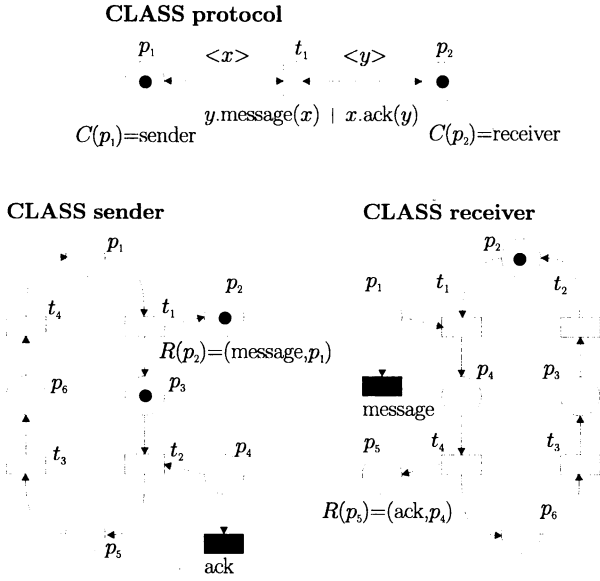 CLASS protocol
p₁ <x> t₁ <y> p₂
y.message(x) | x.ack(y)
C(p₁)=sender C(p₂)=receiver
CLASS sender
p₁
t₄ t₁ p₂
R(p₂)=(message,p₁)
p₆ p₃
t₃ t₂ p₄
p₅
ack
CLASS receiver
p₂
p₁ t₁ t₂
p₄ p₃
message
p₅ t₄ t₃
R(p₅)=(ack,p₄) p₆